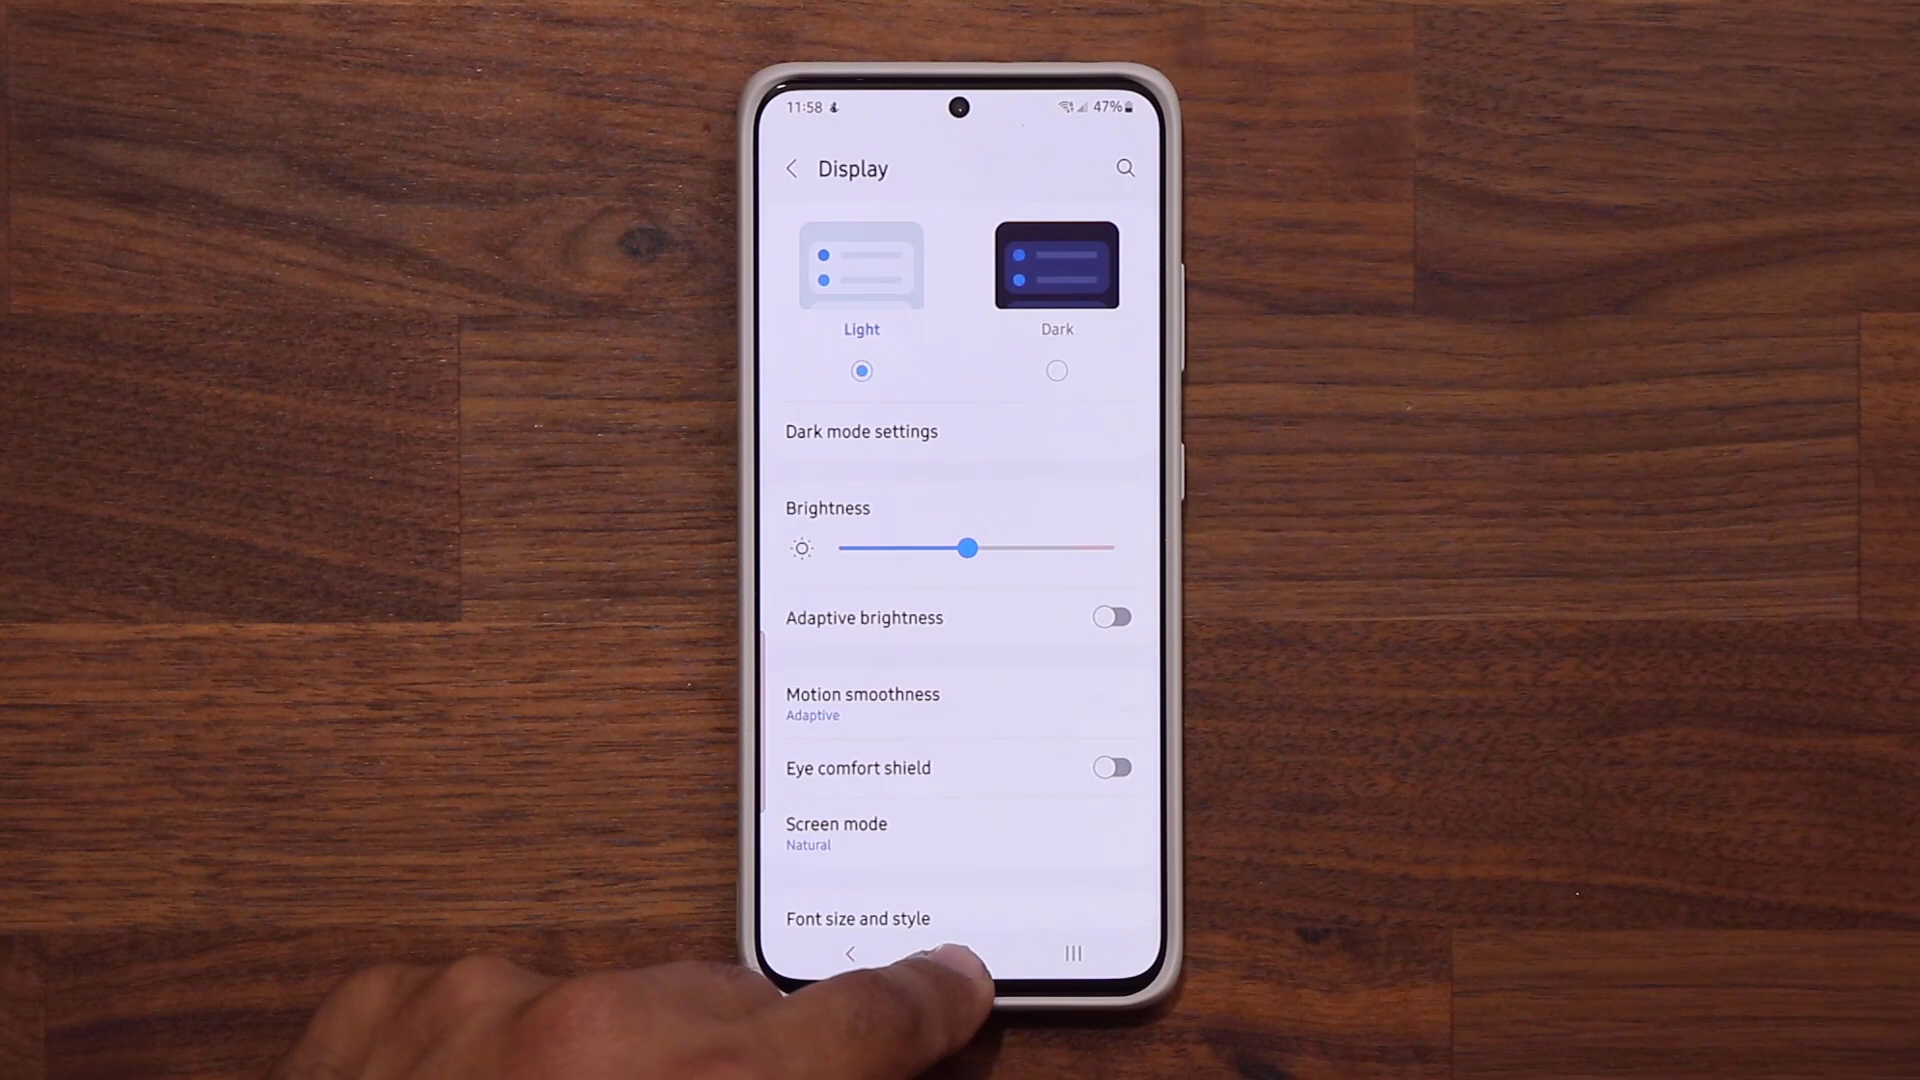 11:58
47%
Display
Light
Dark
Dark mode settings
Brightness
Adaptive brightness
Motion smoothness
Adaptive
Eye comfort shield
Screen mode
Natural
Font size and style